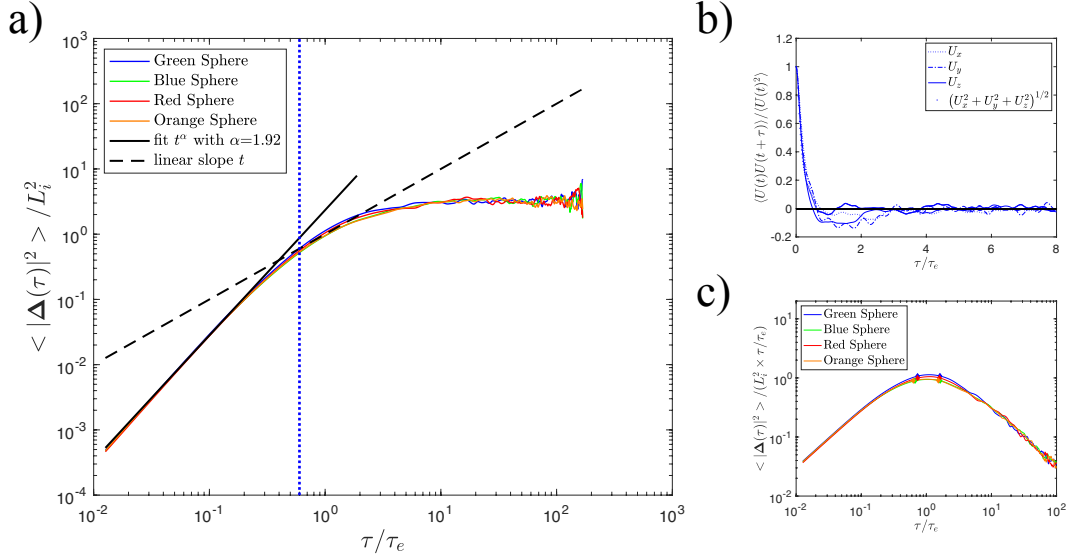 a)
10^3
10^2
10^1
10^0
10^-1
10^-2
10^-3
10^-4
< |Δ(τ)|^2 > /L_i^2
Green Sphere
Blue Sphere
Red Sphere
Orange Sphere
fit t^α with α=1.92
linear slope t
10^-2
10^-1
10^0
10^1
10^2
10^3
τ/τ_e
b)
1.2
1
0.8
0.6
0.4
0.2
0
-0.2
⟨U(t)U(t + τ))⟩/⟨U(t)^2⟩
U_x
U_y
U_z
(U_x^2 + U_y^2 + U_z^2)^1/2
0
2
4
6
8
τ/τ_e
c)
10^1
10^0
10^-1
10^-2
< |Δ(τ)|^2 > /(L_i^2 × τ/τ_e)
Green Sphere
Blue Sphere
Red Sphere
Orange Sphere
10^-2
10^-1
10^0
10^1
10^2
τ/τ_e